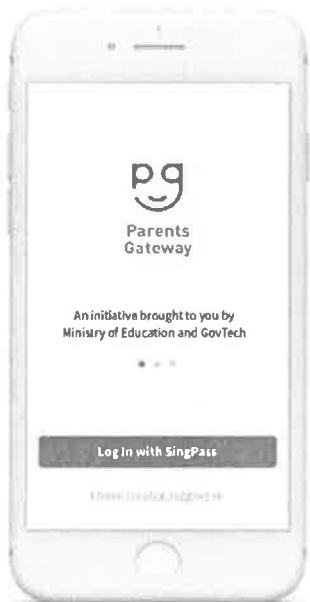 pg
Parents
Gateway
An initiative brought to you by
Ministry of Education and GovTech
Log in with SingPass